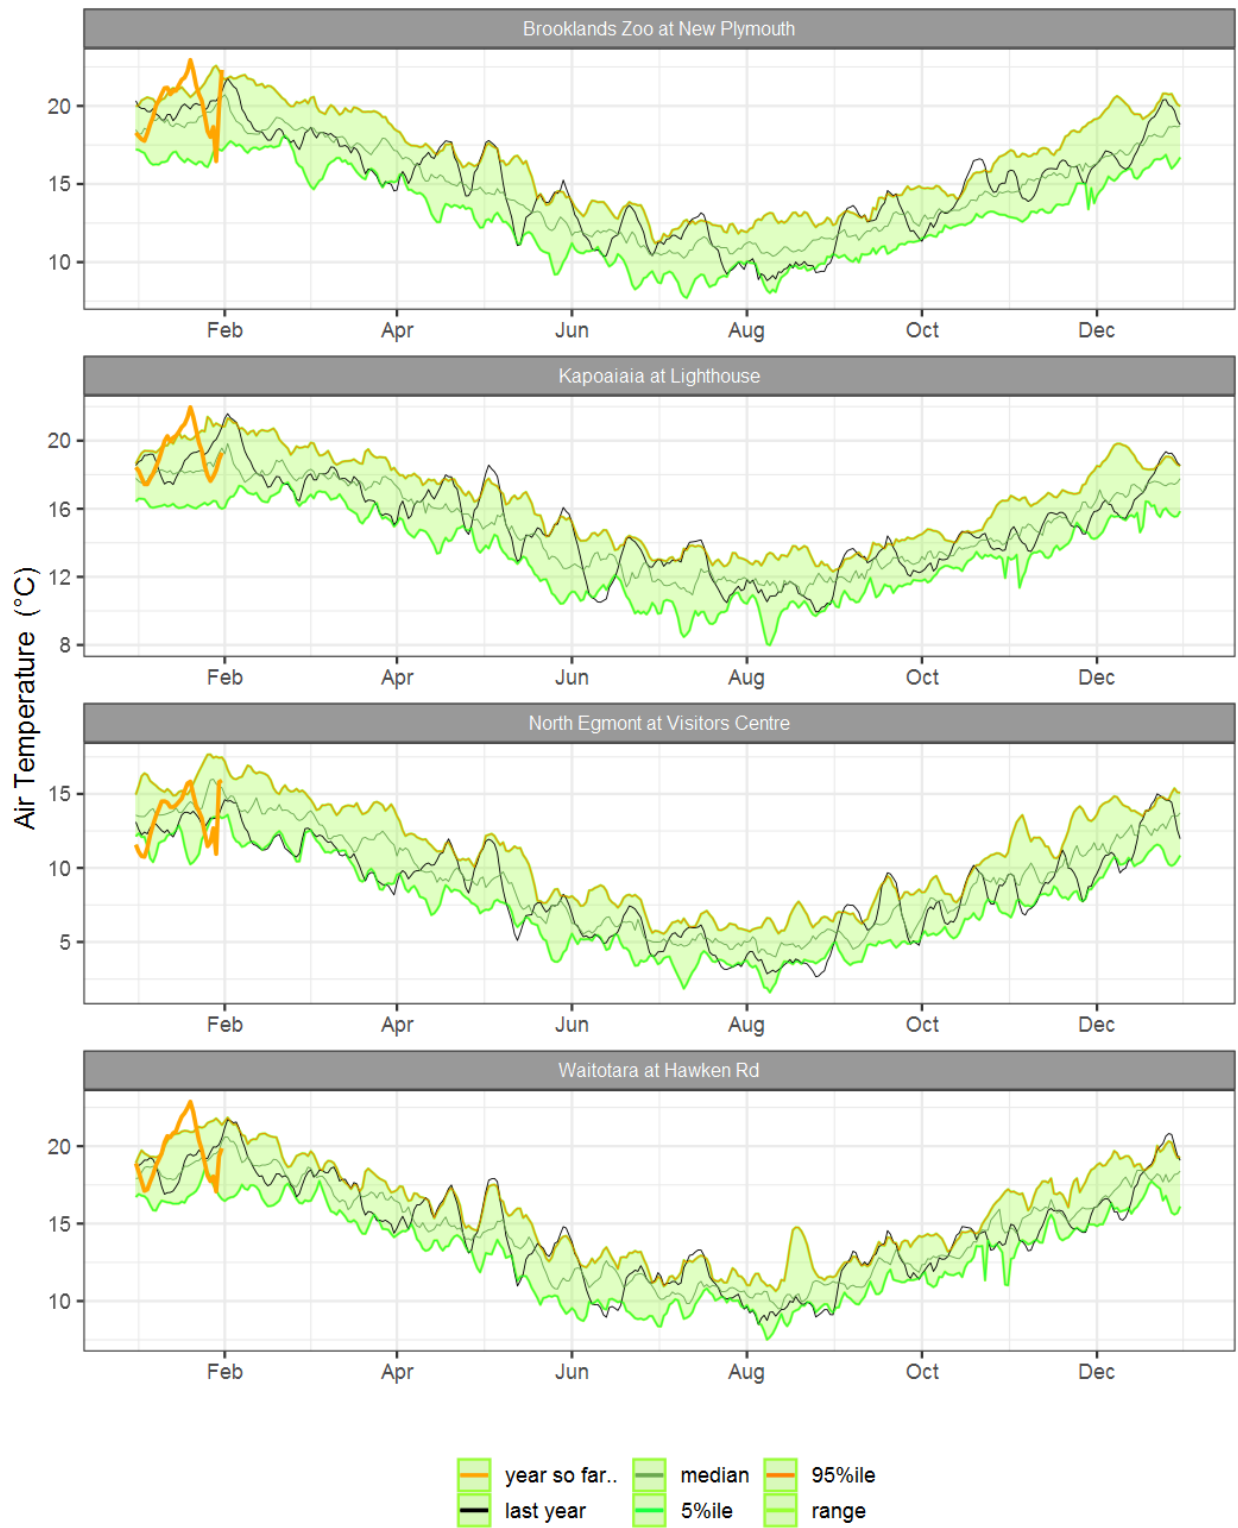 Brooklands Zoo at New Plymouth
20
15
10
Feb Apr Jun Aug Oct Dec
Kapoaiaia at Lighthouse
20
16
12
8
Feb Apr Jun Aug Oct Dec
Air Temperature (°C)
North Egmont at Visitors Centre
15
10
5
Feb Apr Jun Aug Oct Dec
Waitotara at Hawken Rd
20
15
10
Feb Apr Jun Aug Oct Dec
year so far.. median 95%ile
last year 5%ile range